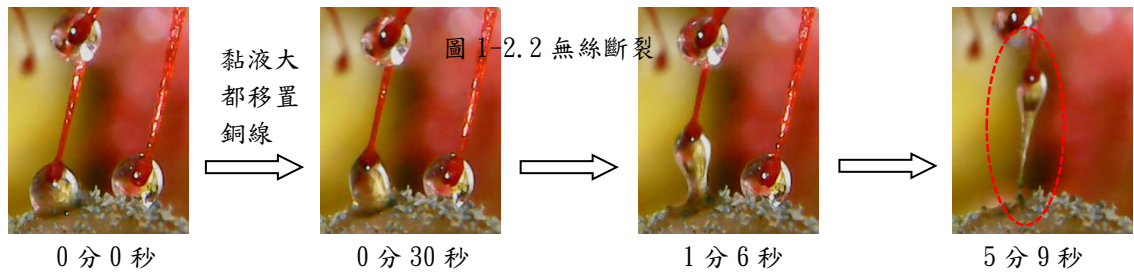 圖 1-2.2 無絲斷裂
黏液大
都移置
銅線
0 分 0 秒
0 分 30 秒
1 分 6 秒
5 分 9 秒